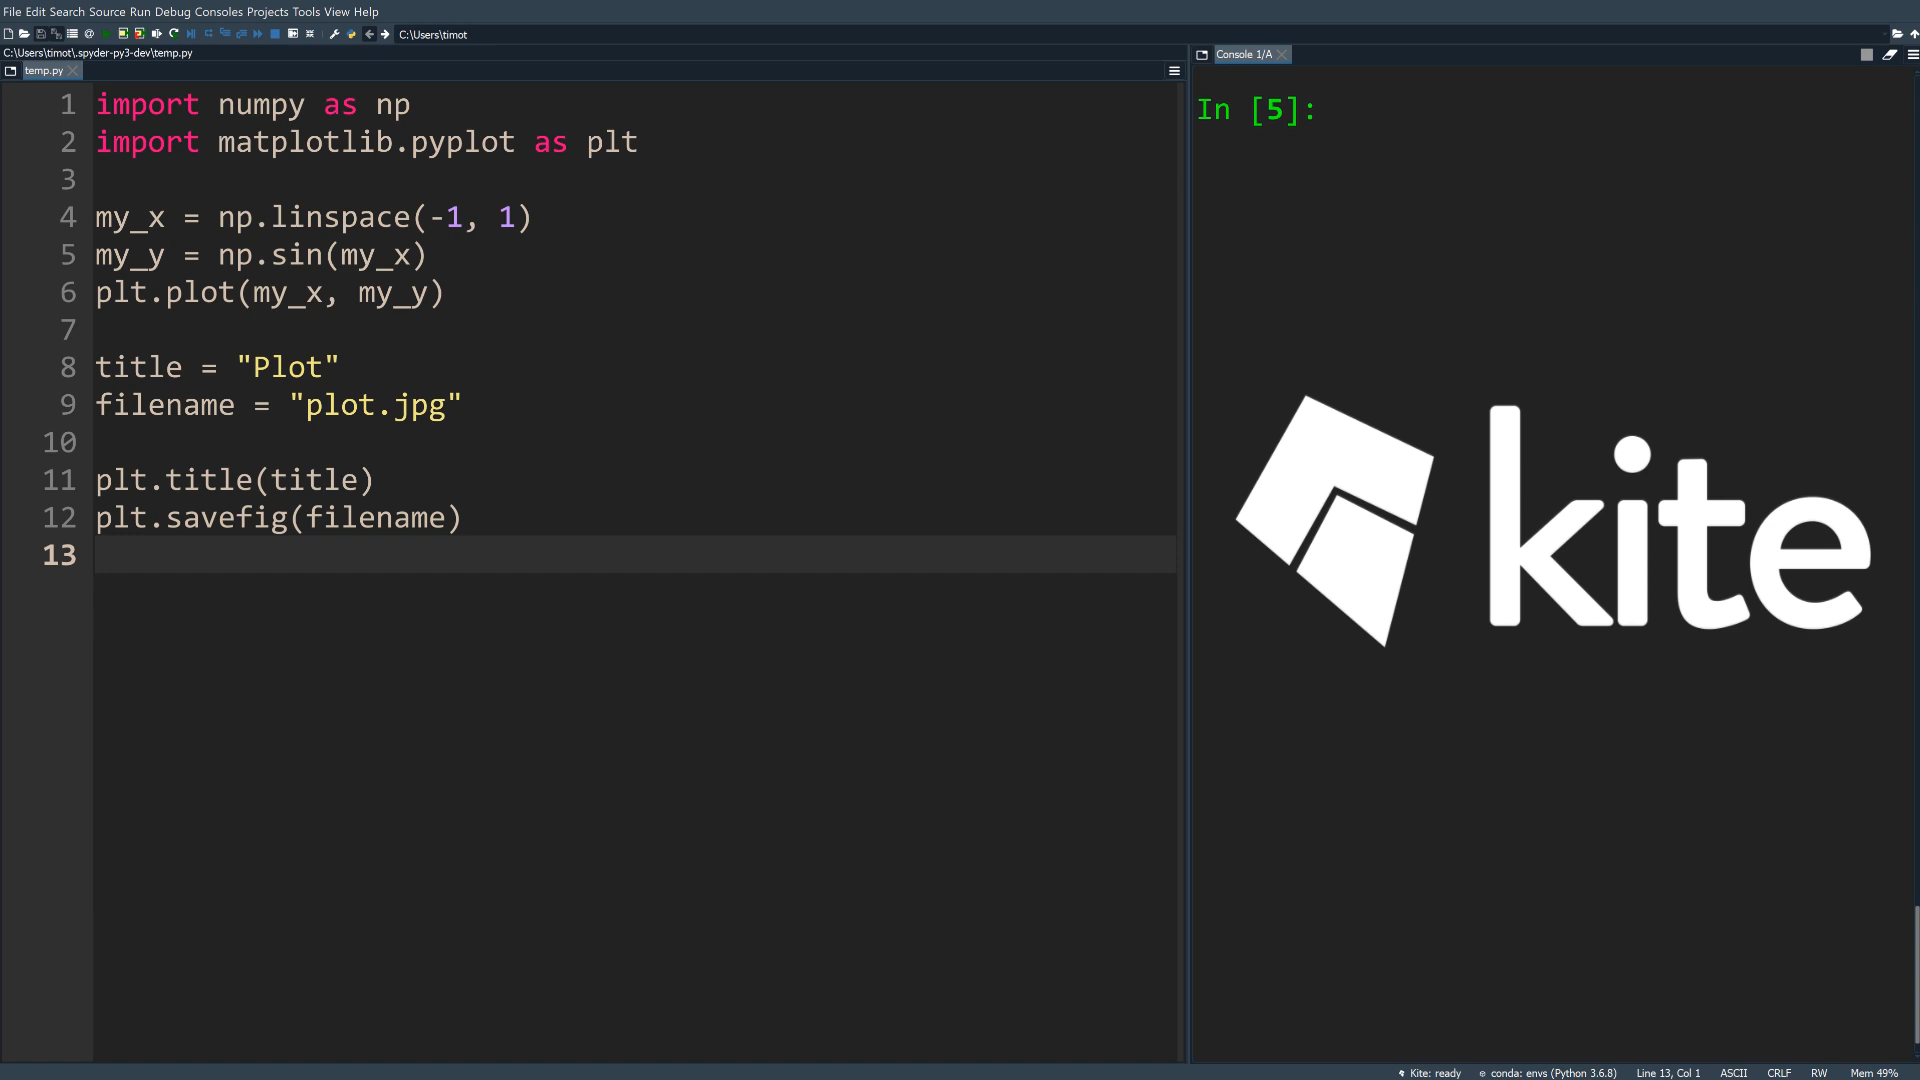 File Edit Search Source Run Debug Consoles Projects Tools View Help
C:\Users\timot
C:\Users\timot\.spyder-py3-dev\temp.py
temp.py
1 import numpy as np
2 import matplotlib.pyplot as plt
3
4 my_x = np.linspace(-1, 1)
5 my_y = np.sin(my_x)
6 plt.plot(my_x, my_y)
7
8 title = "Plot"
9 filename = "plot.jpg"
10
11 plt.title(title)
12 plt.savefig(filename)
13
Console 1/A
In [5]:
kite
Kite: ready conda: envs (Python 3.6.8) Line 13, Col 1 ASCII CRLF RW Mem 49%